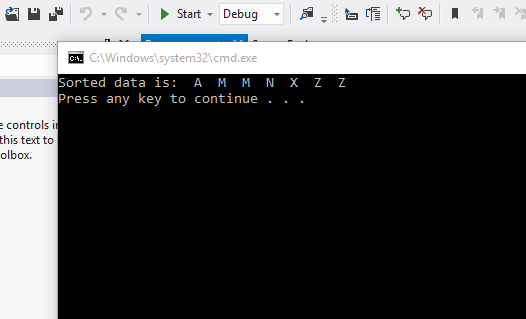 Start Debug
C:\Windows\system32\cmd.exe
Sorted data is:  A  M  M  N  X  Z  Z
Press any key to continue . . .
e controls in
this text to
olbox.